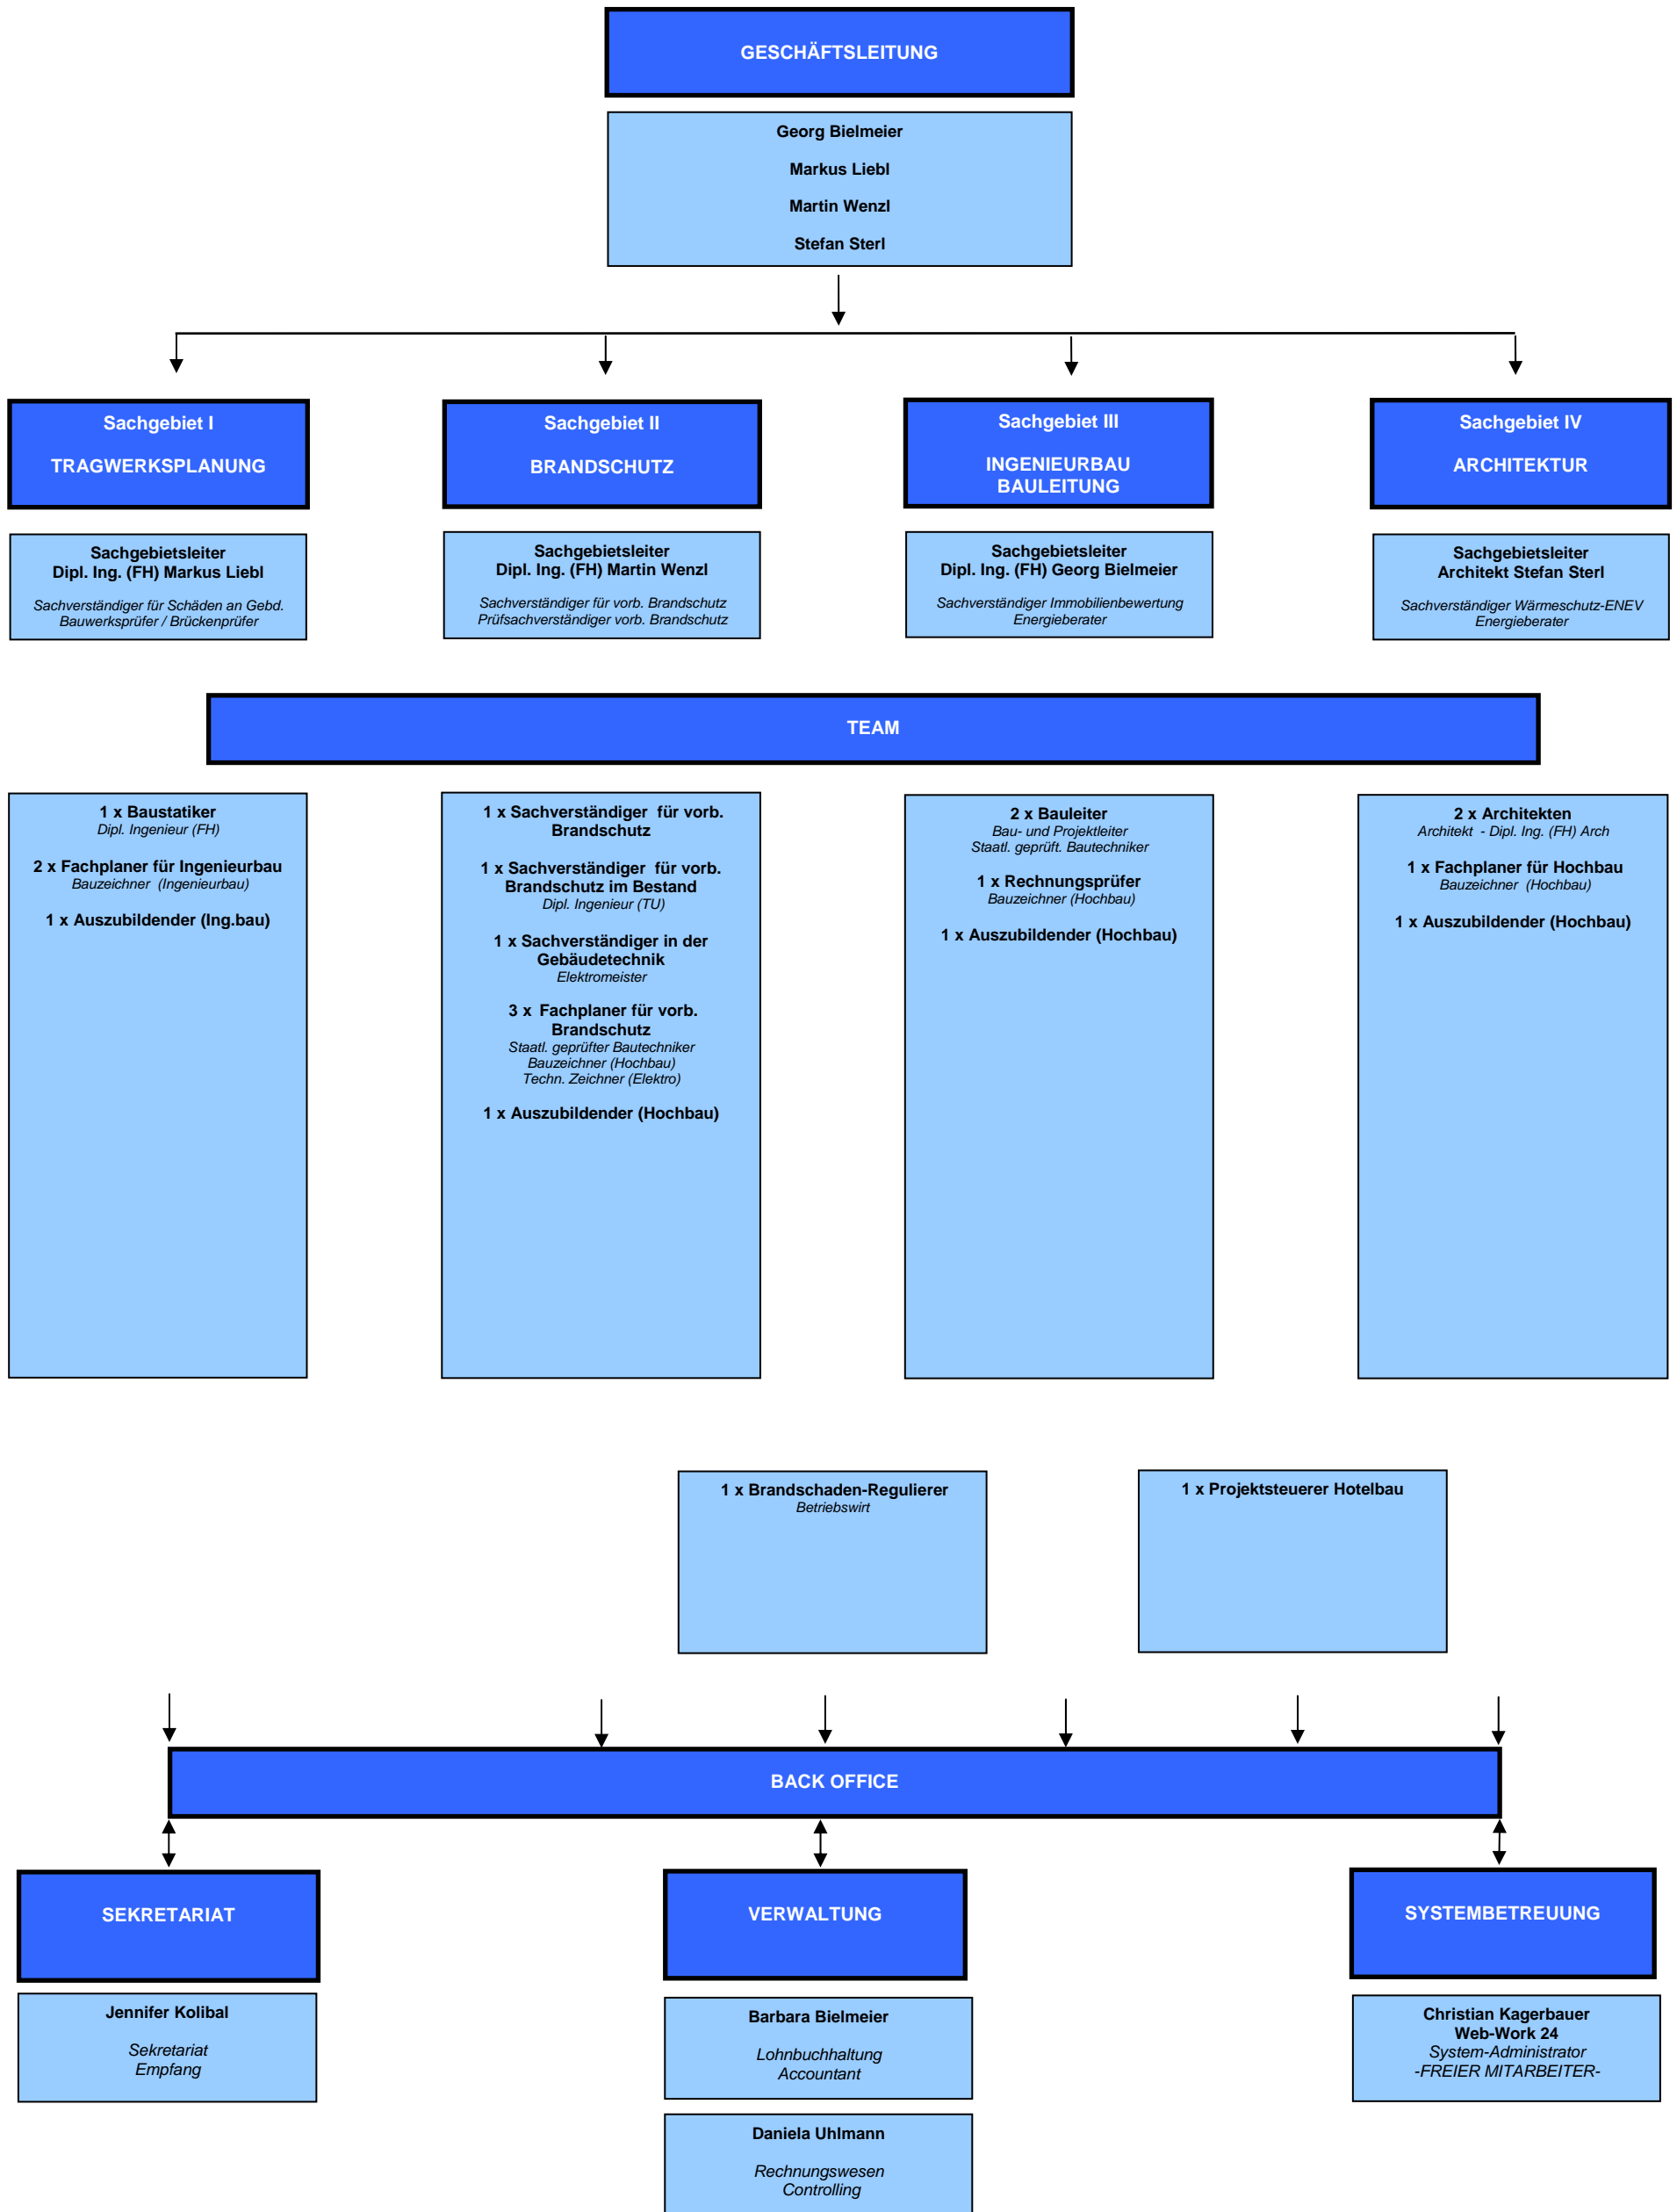 GESCHÄFTSLEITUNG
Georg Bielmeier
Markus Liebl
Martin Wenzl
Stefan Sterl
Sachgebiet I
TRAGWERKSPLANUNG
Sachgebiet II
BRANDSCHUTZ
Sachgebiet III
INGENIEURBAU
BAULEITUNG
Sachgebiet IV
ARCHITEKTUR
Sachgebietsleiter
Dipl. Ing. (FH) Markus Liebl
Sachverständiger für Schäden an Gebd.
Bauwerksprüfer / Brückenprüfer
Sachgebietsleiter
Dipl. Ing. (FH) Martin Wenzl
Sachverständiger für vorb. Brandschutz
Prüfsachverständiger vorb. Brandschutz
Sachgebietsleiter
Dipl. Ing. (FH) Georg Bielmeier
Sachverständiger Immobilienbewertung
Energieberater
Sachgebietsleiter
Architekt Stefan Sterl
Sachverständiger Wärmeschutz-ENEV
Energieberater
TEAM
1 x Baustatiker
Dipl. Ingenieur (FH)
2 x Fachplaner für Ingenieurbau
Bauzeichner (Ingenieurbau)
1 x Auszubildender (Ing.bau)
1 x Sachverständiger für vorb.
Brandschutz
1 x Sachverständiger für vorb.
Brandschutz im Bestand
Dipl. Ingenieur (TU)
1 x Sachverständiger in der
Gebäudetechnik
Elektromeister
3 x Fachplaner für vorb.
Brandschutz
Staatl. geprüfter Bautechniker
Bauzeichner (Hochbau)
Techn. Zeichner (Elektro)
1 x Auszubildender (Hochbau)
2 x Bauleiter
Bau- und Projektleiter
Staatl. geprüft. Bautechniker
1 x Rechnungsprüfer
Bauzeichner (Hochbau)
1 x Auszubildender (Hochbau)
2 x Architekten
Architekt - Dipl. Ing. (FH) Arch
1 x Fachplaner für Hochbau
Bauzeichner (Hochbau)
1 x Auszubildender (Hochbau)
1 x Brandschaden-Regulierer
Betriebswirt
1 x Projektsteuerer Hotelbau
BACK OFFICE
SEKRETARIAT
VERWALTUNG
SYSTEMBETREUUNG
Jennifer Kolibal
Sekretariat
Empfang
Barbara Bielmeier
Lohnbuchhaltung
Accountant
Christian Kagerbauer
Web-Work 24
System-Administrator
-FREIER MITARBEITER-
Daniela Uhlmann
Rechnungswesen
Controlling